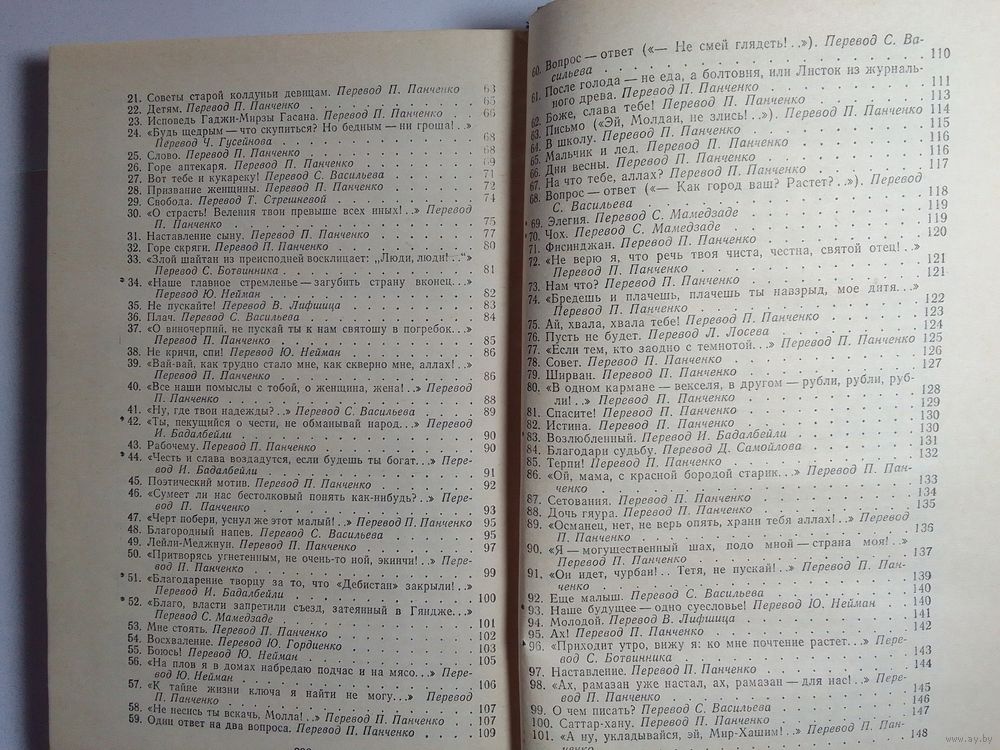 21. Советы старой колдуньи девицам. Перевод П. Панченко 63
22. Детям. Перевод П. Панченко . . . . . . . . 65
23. Исповедь Гаджи-Мирзы Гасана. Перевод П. Панченко . . 66
24. «Будь щедрым — что скупиться? Но бедным — ни гроша!. .»
Перевод Ч. Гусейнова . . . . . . . . 68
25. Слово. Перевод П. Панченко . . . . . . . . 68
26. Горе аптекаря. Перевод П. Панченко . . . . . . 69
27. Вот тебе и кукареку! Перевод С. Васильева . . . . 71
28. Призвание женщины. Перевод П. Панченко . . . . 72
29. Свобода. Перевод Т. Стрешневой . . . . . . 74
30. «О страсть! Веления твои превыше всех иных!. .» Перевод
П. Панченко . . . . . . . . 75
31. Наставление сыну. Перевод П. Панченко . . . . . 77
32. Горе скряги. Перевод П. Панченко . . . . . . 80
33. «Злой шайтан из преисподней восклицает: „Люди, люди!. .“»
Перевод С. Ботвинника . . . . . . . . 81
34. «Наше главное стремленье — загубить страну вконец. . .»
Перевод Ю. Нейман . . . . . . . . 82
35. Не пускайте! Перевод В. Лифшица . . . . . . 83
36. Плач. Перевод С. Васильева . . . . . . . 84
37. «О виночерпий, не пускай ты к нам святошу в погребок. . .»
Перевод П. Панченко . . . . . . . . 85
38. Не кричи, спи! Перевод Ю. Нейман . . . . . . 86
39. «Вай-вай, как трудно стало мне, как скверно мне, аллах!. .»
Перевод П. Панченко . . . . . . . . 86
40. «Все наши помыслы с тобой, о женщина, жена!. .» Перевод
П. Панченко . . . . . . . . 88
41. «Ну, где твои надежды?. .» Перевод С. Васильева . . . 89
42. «Ты, пекущийся о чести, не обманывай народ. . .» Перевод
И. Бадалбейли . . . . . . . . 90
43. Рабочему. Перевод П. Панченко . . . . . . 90
44. «Честь и слава воздадутся, если будешь ты богат. . .» Пере-
вод И. Бадалбейли . . . . . . . . 91
45. Поэтический мотив. Перевод П. Панченко . . . . 92
46. «Сумеет ли нас бестолковый понять как-нибудь?. .» Пере-
вод П. Панченко . . . . . . . . 93
47. «Черт побери, уснул же этот малый!. .» Перевод П. Панченко 95
48. Благородный напев. Перевод С. Васильева . . . . 95
49. Лейли-Меджнун. Перевод П. Панченко . . . . . 97
50. «Притворясь угнетенным, не очень-то ной, экинчи!. .» Пере-
вод П. Панченко . . . . . . . . 99
51. «Благодарение творцу за то, что «Дебистан» закрыли!. .»
Перевод И. Бадалбейли . . . . . . . . 100
52. «Благо, власти запретили съезд, затеянный в Гяндже. . .»
Перевод С. Мамедзаде . . . . . . . . 101
53. Мне стоять. Перевод П. Панченко . . . . . . 102
54. Восхваление. Перевод Ю. Гордиенко . . . . . 103
55. Боюсь! Перевод Ю. Нейман . . . . . . . 105
56. «На плов я в домах набредаю подчас и на мясо. . .» Пере-
вод Ю. Нейман . . . . . . . . 106
57. «К тайне жизни ключа я найти не могу. . .» Перевод
П. Панченко . . . . . . . . 107
58. «Не несись ты вскачь, Молла!. .» Перевод П. Панченко . 107
59. Один ответ на два вопроса. Перевод П. Панченко . . . 107
60. Вопрос — ответ («— Не смей глядеть!. .»). Перевод С. Ва-
сильева . . . . . . . . 110
61. После голода — не еда, а болтовня, или Листок из журналь-
ного древа. Перевод П. Панченко . . . . . . 111
62. Боже, слава тебе! Перевод П. Панченко . . . . . 113
63. Письмо («Эй, Молдан, не злись!. .»). Перевод П. Панченко 114
64. В школу. Перевод П. Панченко . . . . . . 115
65. Мальчик и лед. Перевод П. Панченко . . . . . 116
66. Дни весны. Перевод П. Панченко . . . . . . 116
67. На что тебе, аллах? Перевод П. Панченко . . . . 117
68. Вопрос — ответ («— Как город ваш? Растет?. .»). Перевод
С. Васильева . . . . . . . . 118
69. Элегия. Перевод С. Мамедзаде . . . . . . 119
70. Чох. Перевод С. Мамедзаде . . . . . . . 119
71. Фисинджан. Перевод П. Панченко . . . . . . 120
72. «Не верю я, что речь твоя чиста, честна, святой отец!. .»
Перевод П. Панченко . . . . . . . . 121
73. Нам что? Перевод П. Панченко . . . . . . 121
74. «Бредешь и плачешь, плачешь ты навзрыд, мое дитя. . .»
Перевод П. Панченко . . . . . . . . 122
75. Ай, хвала, хвала тебе! Перевод П. Панченко . . . . 123
76. Пусть не будет. Перевод Л. Лосева . . . . . 124
77. «Если тем, кто заодно с темнотой. . .» Перевод П. Панченко 125
78. Совет. Перевод П. Панченко . . . . . . . 126
79. Ширван. Перевод П. Панченко . . . . . . 127
80. «В одном кармане — векселя, в другом — рубли, рубли, руб-
ли!. .» Перевод П. Панченко . . . . . . 128
81. Спасите! Перевод П. Панченко . . . . . . 129
82. Истина. Перевод П. Панченко . . . . . . 130
83. Возлюбленный. Перевод И. Бадалбейли . . . . . 130
84. Благодари судьбу. Перевод Д. Самойлова . . . . 131
85. Терпи! Перевод П. Панченко . . . . . . . 132
86. «Ой, мама, с красной бородой старик. . .» Перевод П. Пан-
ченко . . . . . . . . 133
87. Сетования. Перевод П. Панченко . . . . . . 134
88. Дочь гяура. Перевод П. Панченко . . . . . . 135
89. «Османец, нет, не верь опять, храни тебя аллах!. .» Перевод
П. Панченко . . . . . . . . 136
90. «Я — могущественный шах, подо мной — страна моя!. .»
Перевод П. Панченко . . . . . . . . 137
91. «Он идет, чурбан!. . Тетя, не пускай!. .» Перевод П. Пан-
ченко . . . . . . . . 139
92. Еще малыш. Перевод С. Васильева . . . . . 140
93. Наше будущее — одно суесловье! Перевод Ю. Нейман . . 140
94. Молодой. Перевод В. Лифшица . . . . . . 141
95. Ах! Перевод П. Панченко . . . . . . . 142
96. «Приходит утро, вижу я: ко мне почтение растет. . .» Пере-
вод С. Ботвинника . . . . . . . . 143
97. Наставление. Перевод П. Панченко . . . . . 144
98. «Ах, рамазан уже настал, ах, рамазан — для нас!. .» Пере-
вод П. Панченко . . . . . . . . 145
99. О чем писать? Перевод С. Васильева . . . . . 146
100. Саттар-хану. Перевод П. Панченко . . . . . 147
101. «А ну, укладывайся, эй, Мир-Хашим!. .» Перевод П. Пан-
ченко . . . . . . . . 148
www.ay.by